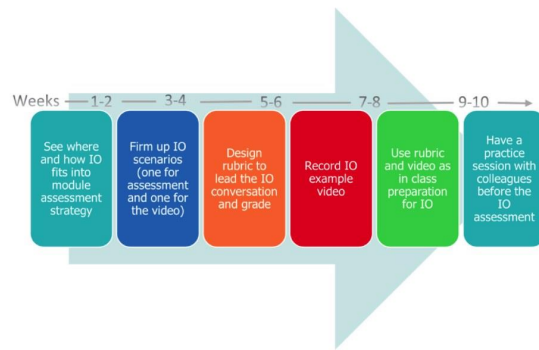 Weeks 1-2 3-4 5-6 7-8 9-10
See where
and how IO
fits into
module
assessment
strategy
Firm up IO
scenarios
(one for
assessment
and one for
the video)
Design
rubric to
lead the IO
conversation
and grade
Record IO
example
video
Use rubric
and video as
in class
preparation
for IO
Have a
practice
session with
colleagues
before the
IO
assessment